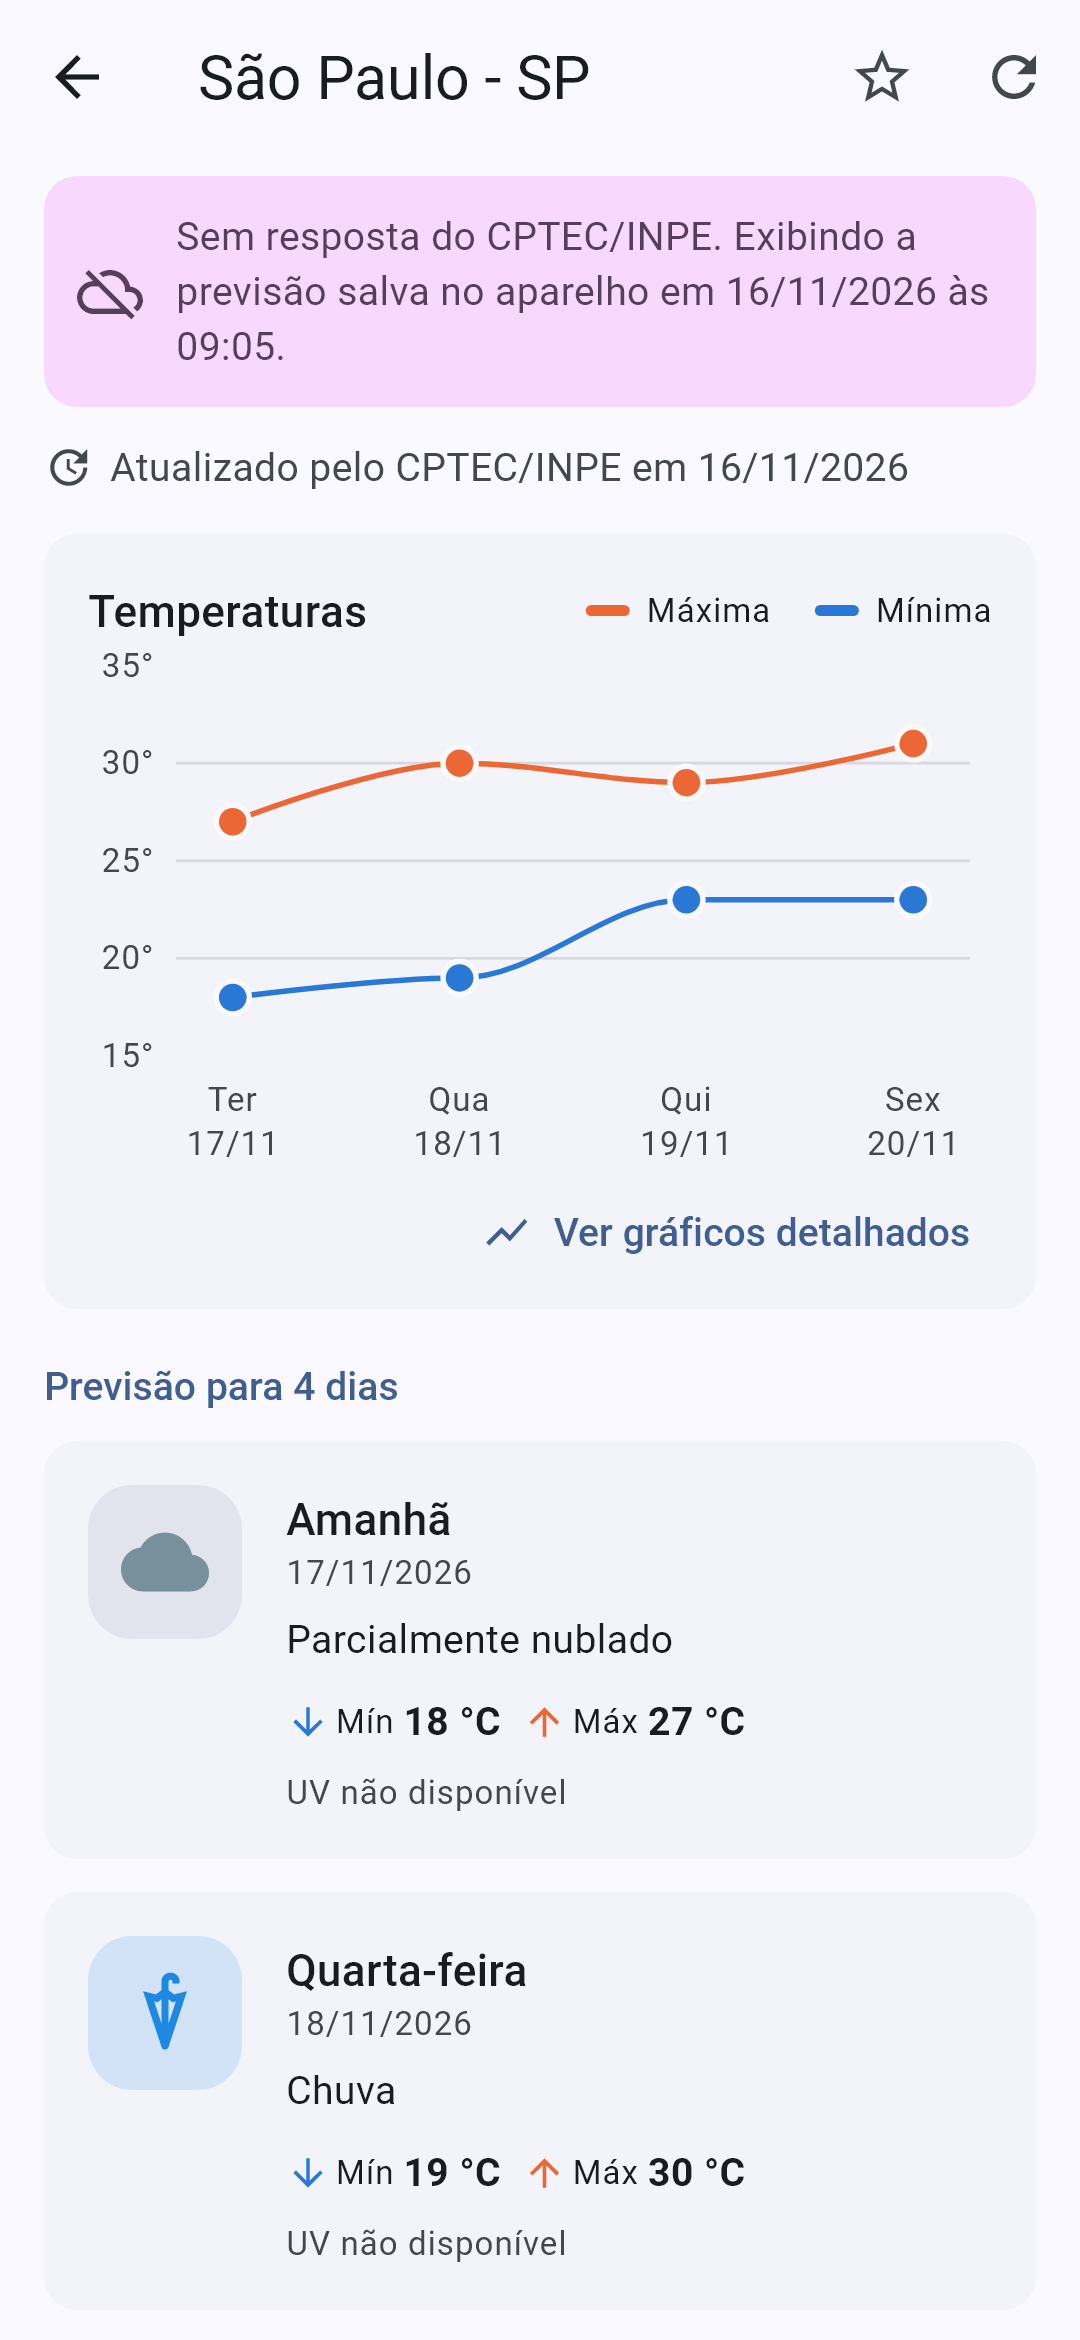 São Paulo - SP
Sem resposta do CPTEC/INPE. Exibindo a
previsão salva no aparelho em 16/11/2026 às
09:05.
Atualizado pelo CPTEC/INPE em 16/11/2026
Temperaturas
Máxima
Mínima
35°
30°
25°
20°
15°
Ter
17/11
Qua
18/11
Qui
19/11
Sex
20/11
Ver gráficos detalhados
Previsão para 4 dias
Amanhã
17/11/2026
Parcialmente nublado
Mín 18 °C Máx 27 °C
UV não disponível
Quarta-feira
18/11/2026
Chuva
Mín 19 °C Máx 30 °C
UV não disponível